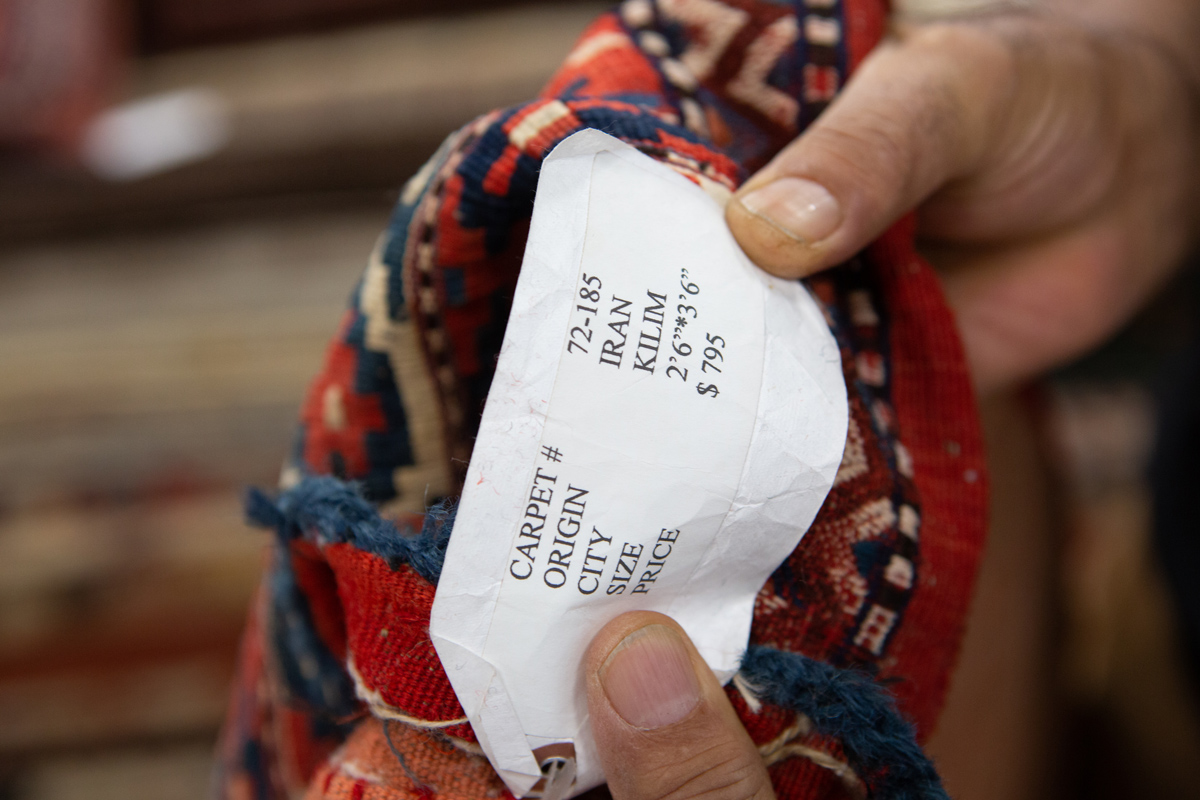 CARPET # 72-185
ORIGIN IRAN
CITY KILIM
SIZE 2'6"*3'6"
PRICE $ 795